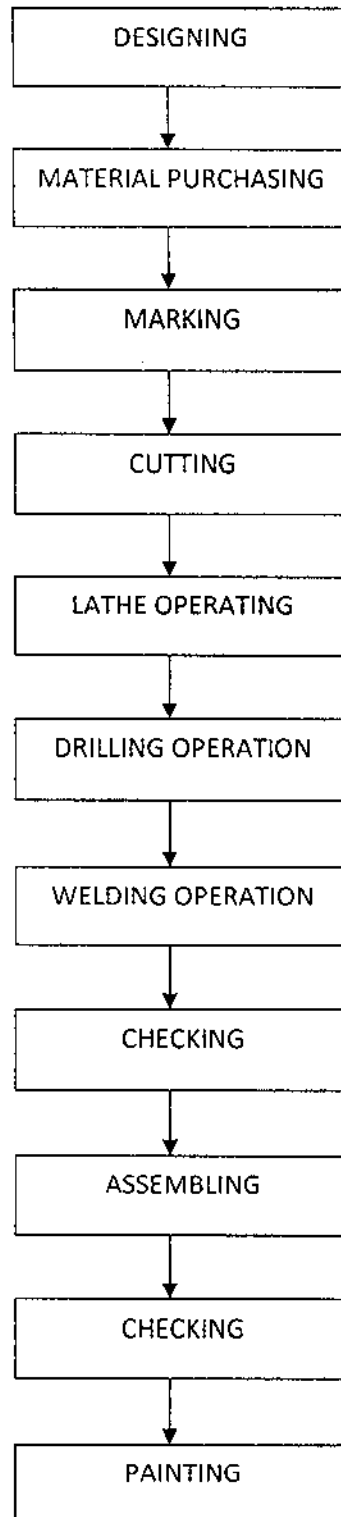 DESIGNING
MATERIAL PURCHASING
MARKING
CUTTING
LATHE OPERATING
DRILLING OPERATION
WELDING OPERATION
CHECKING
ASSEMBLING
CHECKING
PAINTING